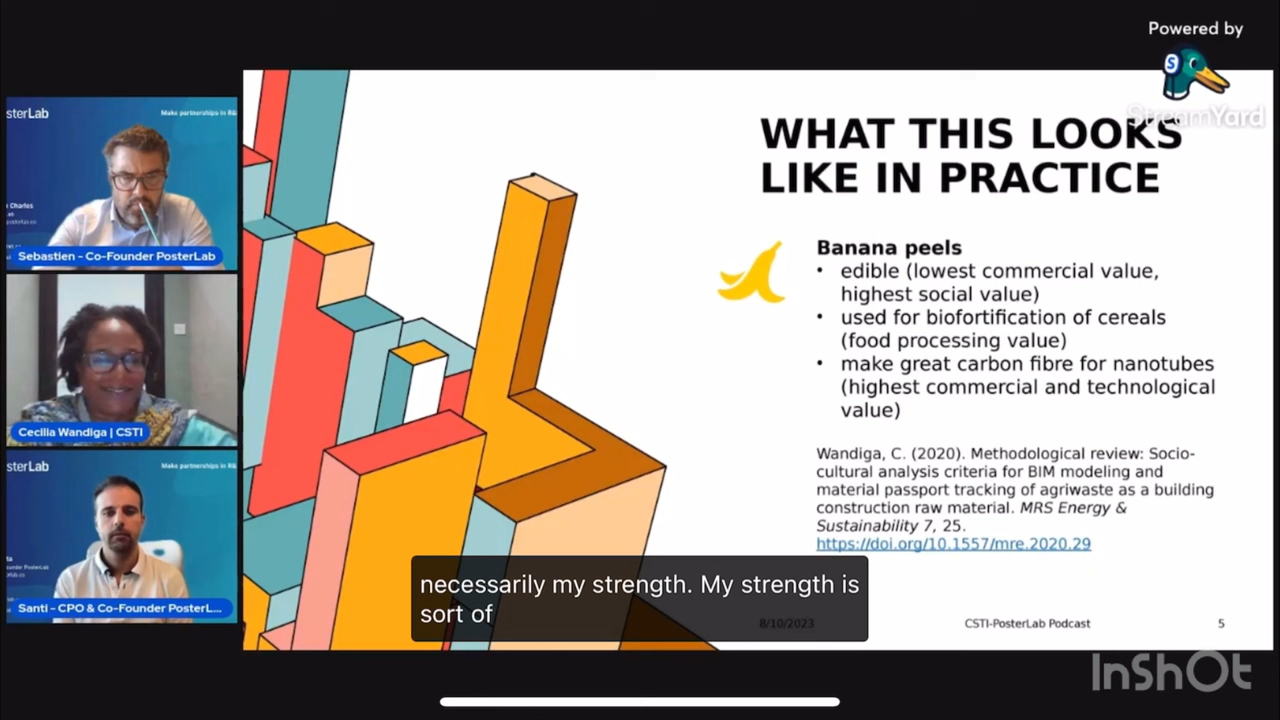 Powered by
StreamYard
sterLab
Make partnerships in R&
Charles
Sebastien - Co-Founder PosterLab
Cecilia Wandiga | CSTI
sterLab
Make partnerships in R&
Santi - CPO & Co-Founder PosterL...
WHAT THIS LOOKS
LIKE IN PRACTICE
Banana peels
• edible (lowest commercial value,
highest social value)
• used for biofortification of cereals
(food processing value)
• make great carbon fibre for nanotubes
(highest commercial and technological
value)
Wandiga, C. (2020). Methodological review: Socio-
cultural analysis criteria for BIM modeling and
material passport tracking of agriwaste as a building
construction raw material. MRS Energy &
Sustainability 7, 25.
https://doi.org/10.1557/mre.2020.29
necessarily my strength. My strength is
sort of
8/10/2023
CSTI-PosterLab Podcast
5
InShOt